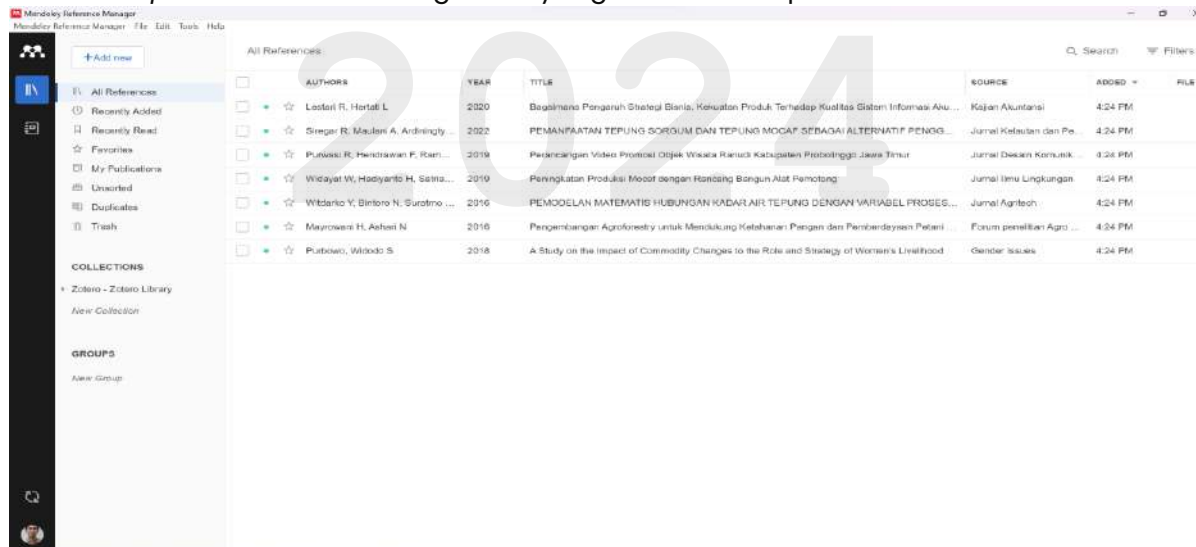 Mendeley Reference Manager
Mendeley Reference Manager File Edit Tools Help
+Add new
All References
Recently Added
Recently Read
Favorites
My Publications
Unsorted
Duplicates
Trash
COLLECTIONS
Zotero - Zotero Library
New Collection
GROUPS
New Group
All References
Search Filters
AUTHORS YEAR TITLE SOURCE ADDED FILE
Lestari R, Hertati L 2020 Bagaimana Pengaruh Strategi Bisnis, Kekuatan Produk Terhadap Kualitas Sistem Informasi Aku... Kajian Akuntansi 4:24 PM
Siregar R, Maulani A, Ardiningty... 2022 PEMANFAATAN TEPUNG SORGUM DAN TEPUNG MOCAF SEBAGAI ALTERNATIF PENGG... Jurnal Kelautan dan Pe... 4:24 PM
Purwasi R, Hendrawan F, Ram... 2019 Perancangan Video Promosi Objek Wisata Ranu di Kabupaten Probolinggo Jawa Timur Jurnal Desain Komunik... 4:24 PM
Widayat W, Hadiyanto H, Satria... 2019 Peningkatan Produksi Mocof dengan Rancang Bangun Alat Pemotong Jurnal Ilmu Lingkungan 4:24 PM
Witdarko Y, Bintoro N, Suratmo ... 2016 PEMODELAN MATEMATIS HUBUNGAN KADAR AIR TEPUNG DENGAN VARIABEL PROSES... Jurnal Agritech 4:24 PM
Mayrowani H, Ashari N 2016 Pengembangan Agroforestry untuk Mendukung Ketahanan Pangan dan Pemberdayaan Petani ... Forum penelitian Agro ... 4:24 PM
Purbowo, Widodo S 2018 A Study on the Impact of Commodity Changes to the Role and Strategy of Women's Livelihood Gender Issues 4:24 PM
2024